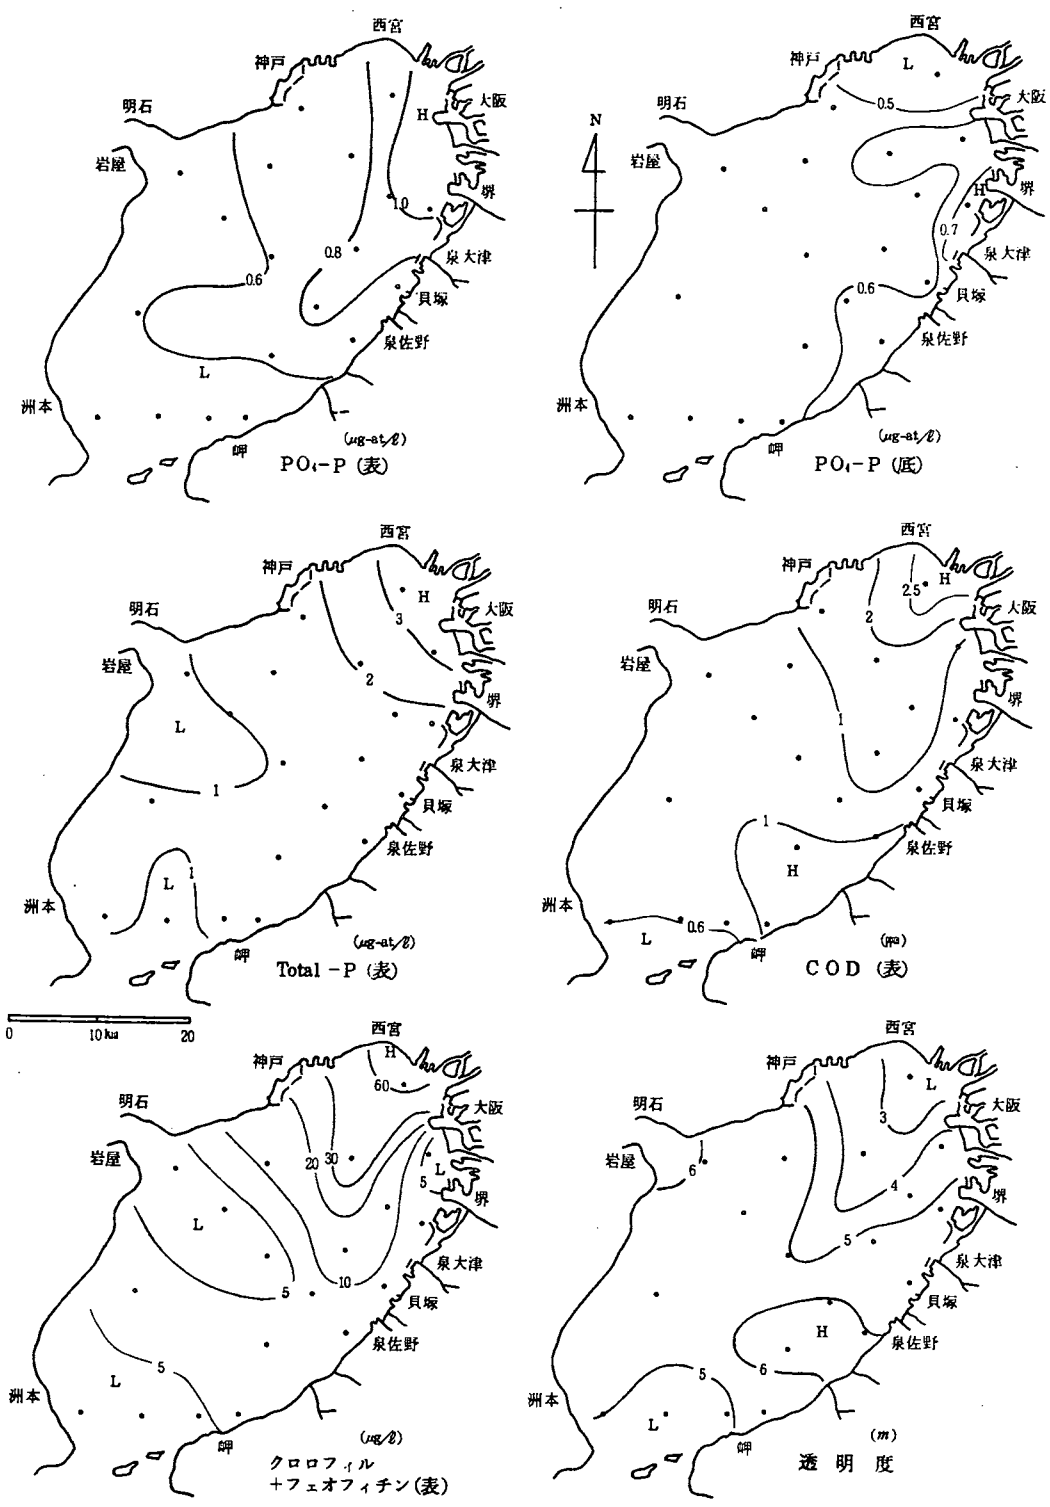 西宮
神戸
明石
大阪
H
岩屋
堺
1.0
泉大津
0.8
0.6
貝塚
泉佐野
L
洲本
岬
(μg-at/ℓ)
PO₄-P (表)
西宮
神戸
L
明石
大阪
0.5
N
岩屋
堺
H
0.7
泉大津
0.6
貝塚
泉佐野
洲本
岬
(μg-at/ℓ)
PO₄-P (底)
西宮
神戸
H
明石
大阪
3
岩屋
2
堺
L
泉大津
1
貝塚
泉佐野
L
1
洲本
岬
(μg-at/ℓ)
Total-P (表)
0 10km 20
西宮
神戸
H
2.5
明石
大阪
2
岩屋
堺
1
泉大津
貝塚
1
泉佐野
H
洲本
0.6
L
岬
(ppm)
COD (表)
西宮
H
神戸
60
明石
大阪
岩屋
20
30
L
5
堺
L
泉大津
10
5
貝塚
泉佐野
5
L
洲本
岬
(μg/ℓ)
クロロフィル
+フェオフィチン(表)
西宮
神戸
L
明石
大阪
3
岩屋
6
4
堺
5
泉大津
貝塚
H
泉佐野
6
5
洲本
L
岬
(m)
透明度